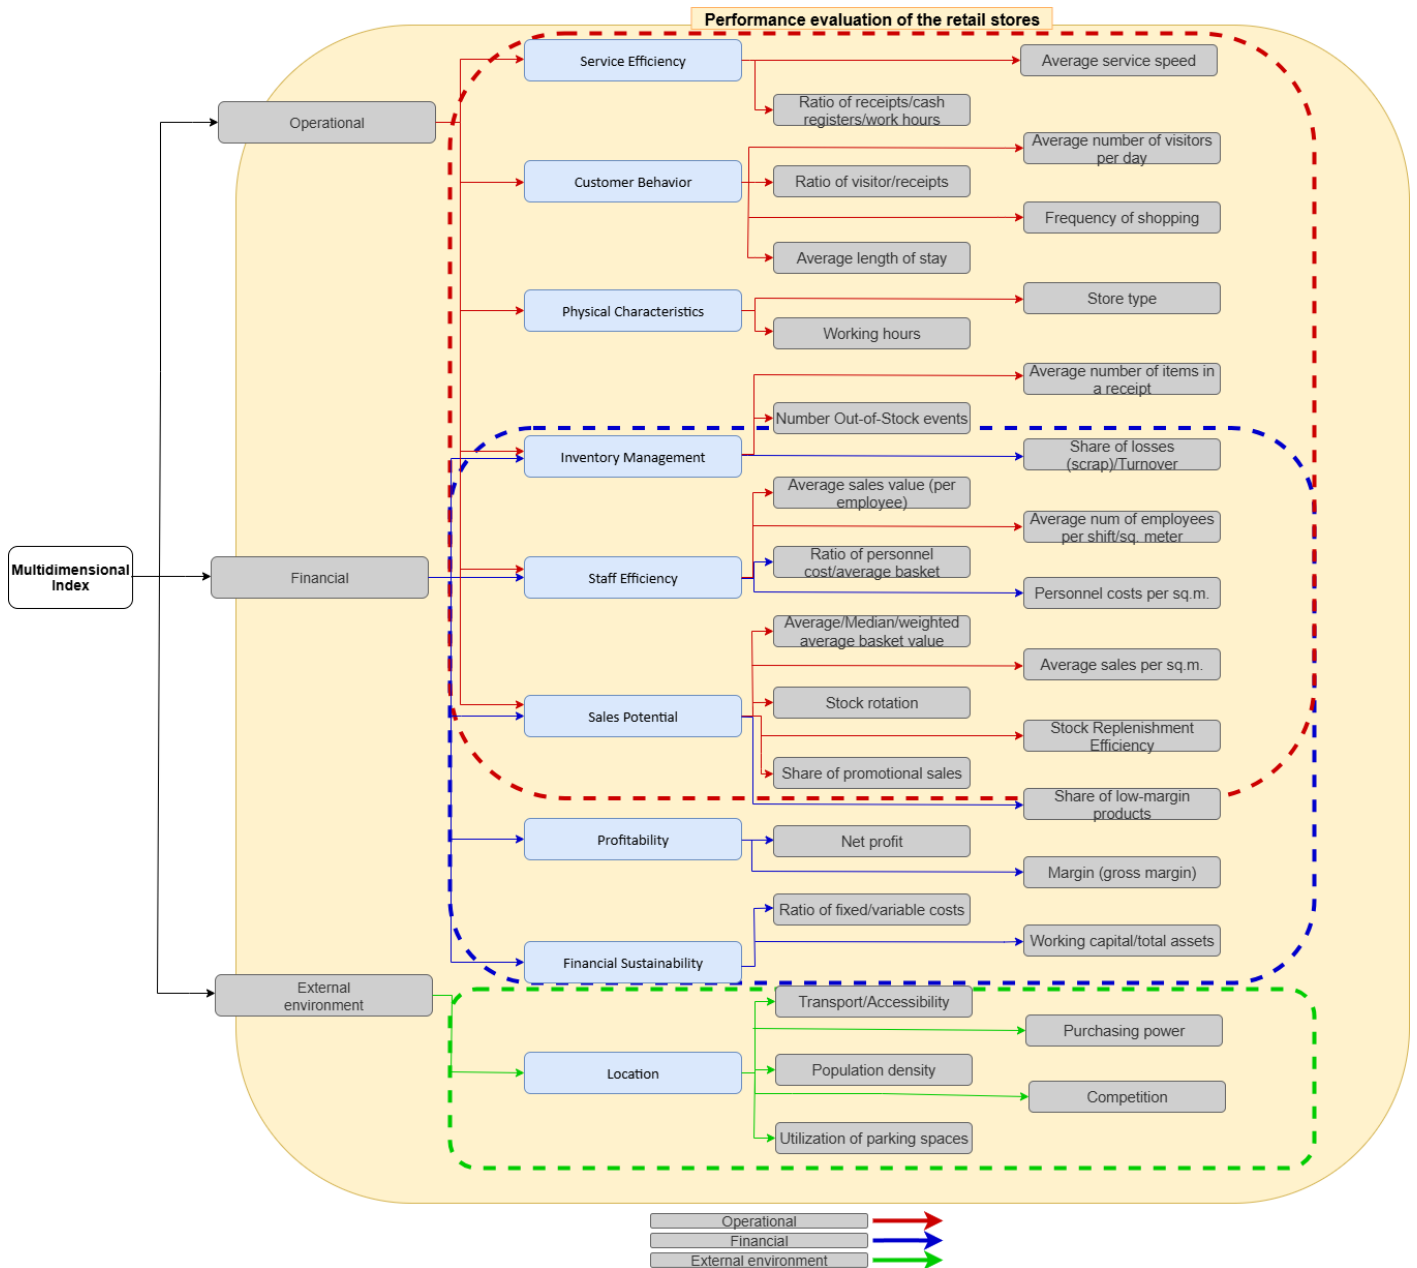 Performance evaluation of the retail stores
Service Efficiency
Average service speed
Ratio of receipts/cash
registers/work hours
Operational
Average number of visitors
per day
Customer Behavior
Ratio of visitor/receipts
Frequency of shopping
Average length of stay
Physical Characteristics
Store type
Working hours
Average number of items in
a receipt
Number Out-of-Stock events
Inventory Management
Share of losses
(scrap)/Turnover
Average sales value (per
employee)
Average num of employees
per shift/sq. meter
Multidimensional
Index
Financial
Staff Efficiency
Ratio of personnel
cost/average basket
Personnel costs per sq.m.
Average/Median/weighted
average basket value
Average sales per sq.m.
Stock rotation
Sales Potential
Stock Replenishment
Efficiency
Share of promotional sales
Share of low-margin
products
Profitability
Net profit
Margin (gross margin)
Ratio of fixed/variable costs
Working capital/total assets
Financial Sustainability
External
environment
Transport/Accessibility
Purchasing power
Location
Population density
Competition
Utilization of parking spaces
Operational
Financial
External environment